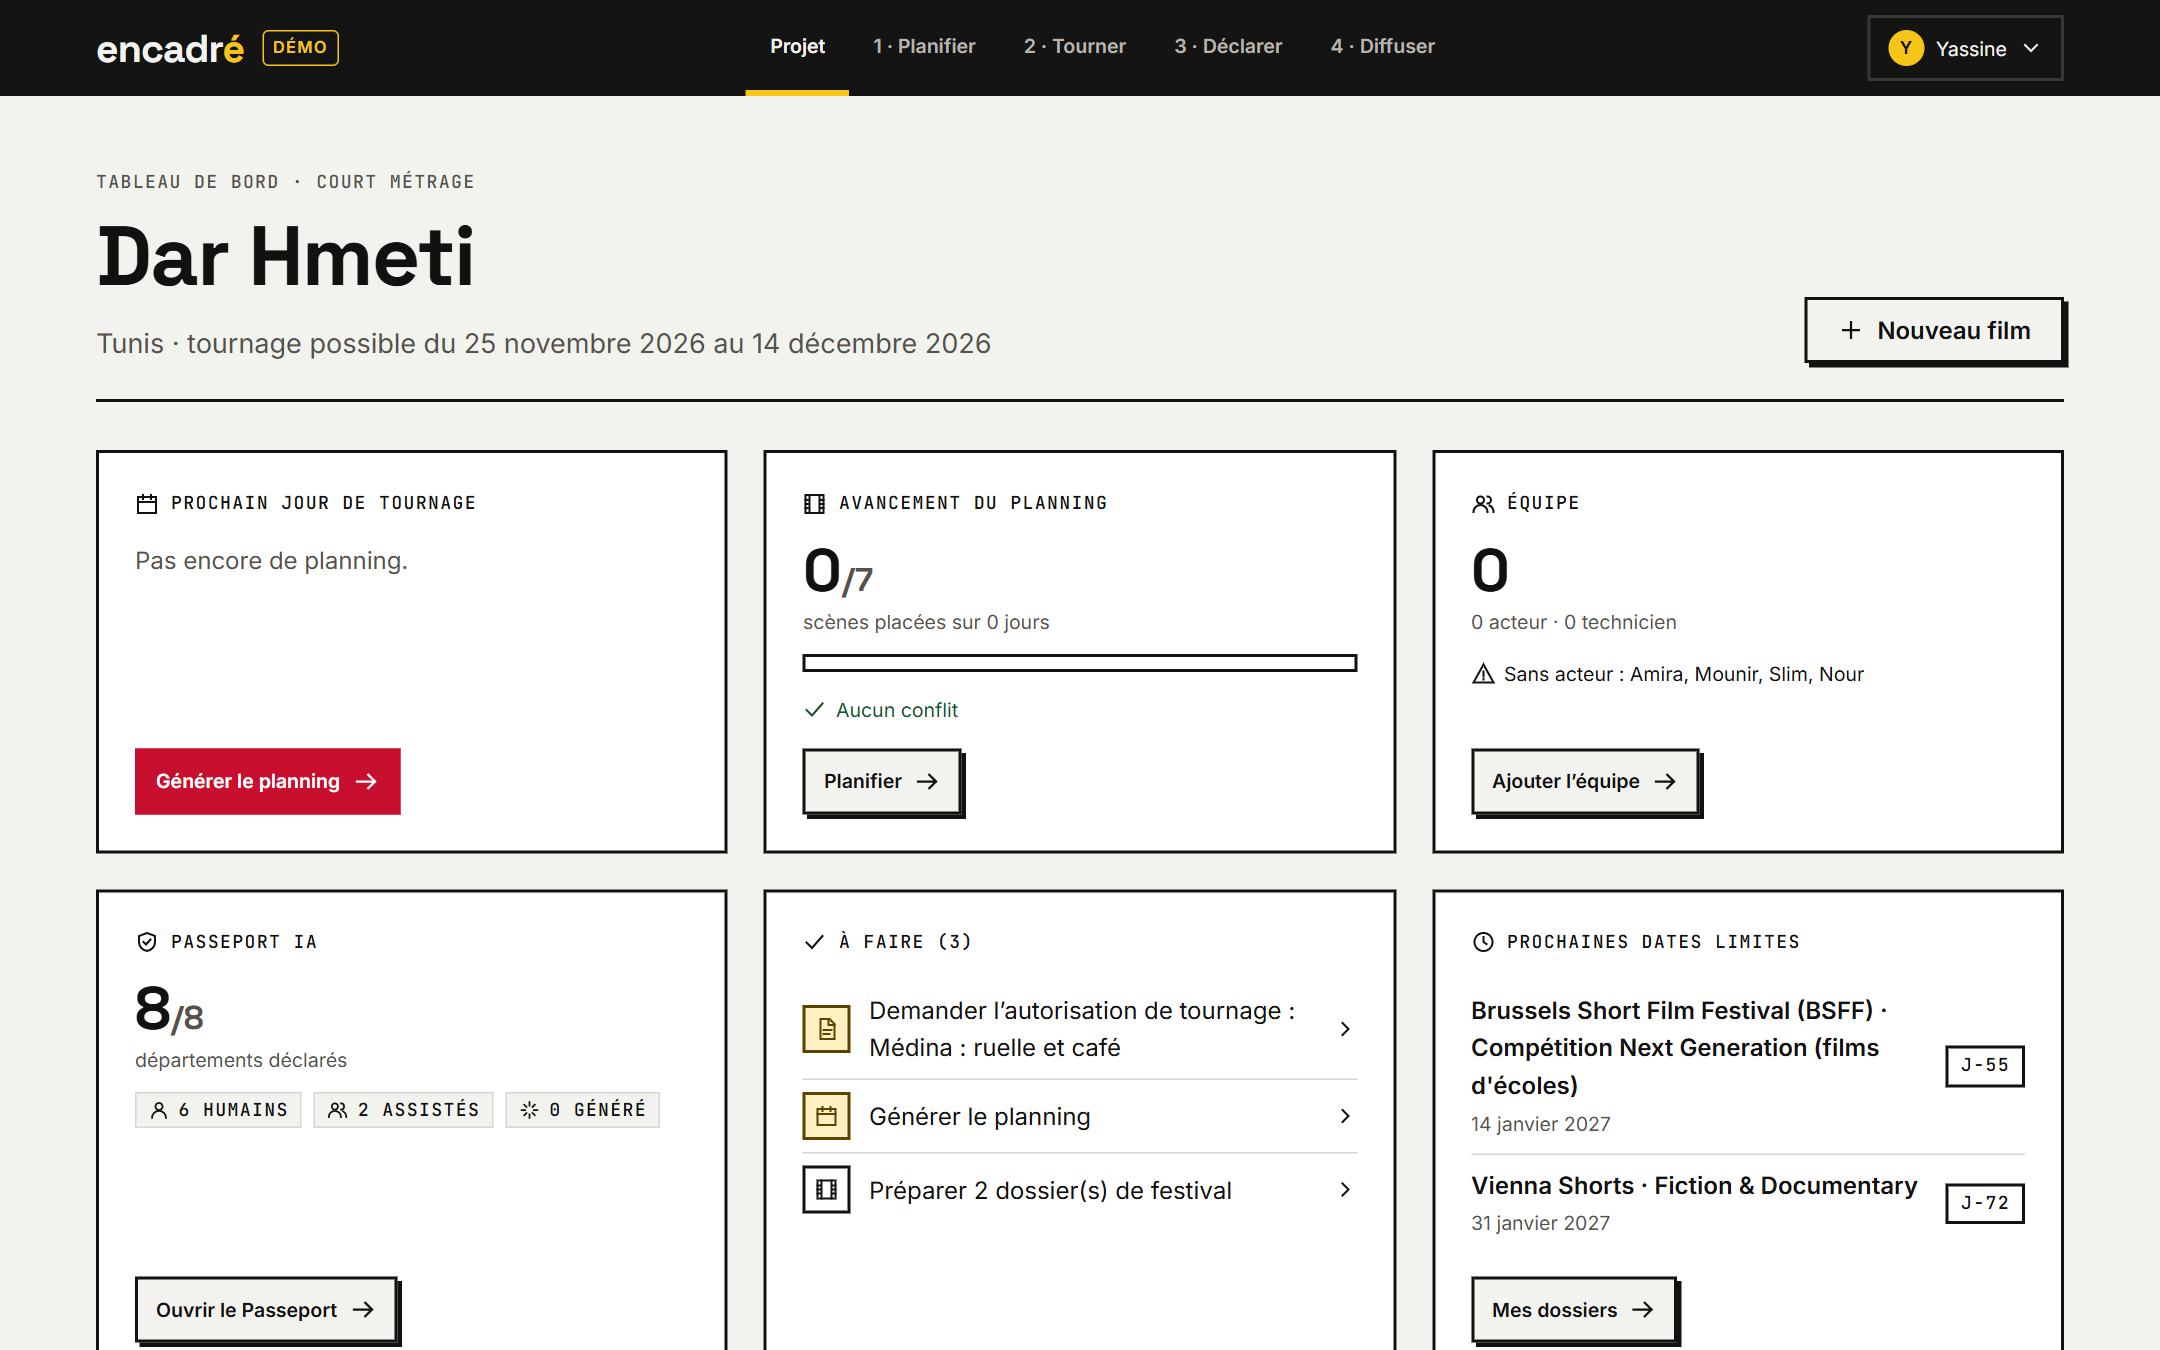 encadré
DÉMO
Projet
1 · Planifier
2 · Tourner
3 · Déclarer
4 · Diffuser
Y
Yassine
TABLEAU DE BORD · COURT MÉTRAGE
Dar Hmeti
Tunis · tournage possible du 25 novembre 2026 au 14 décembre 2026
Nouveau film
PROCHAIN JOUR DE TOURNAGE
Pas encore de planning.
Générer le planning
AVANCEMENT DU PLANNING
0/7
scènes placées sur 0 jours
Aucun conflit
Planifier
ÉQUIPE
0
0 acteur · 0 technicien
Sans acteur : Amira, Mounir, Slim, Nour
Ajouter l’équipe
PASSEPORT IA
8/8
départements déclarés
6 HUMAINS
2 ASSISTÉS
0 GÉNÉRÉ
Ouvrir le Passeport
À FAIRE (3)
Demander l’autorisation de tournage :
Médina : ruelle et café
Générer le planning
Préparer 2 dossier(s) de festival
PROCHAINES DATES LIMITES
Brussels Short Film Festival (BSFF) ·
Compétition Next Generation (films
d'écoles)
14 janvier 2027
J-55
Vienna Shorts · Fiction & Documentary
31 janvier 2027
J-72
Mes dossiers